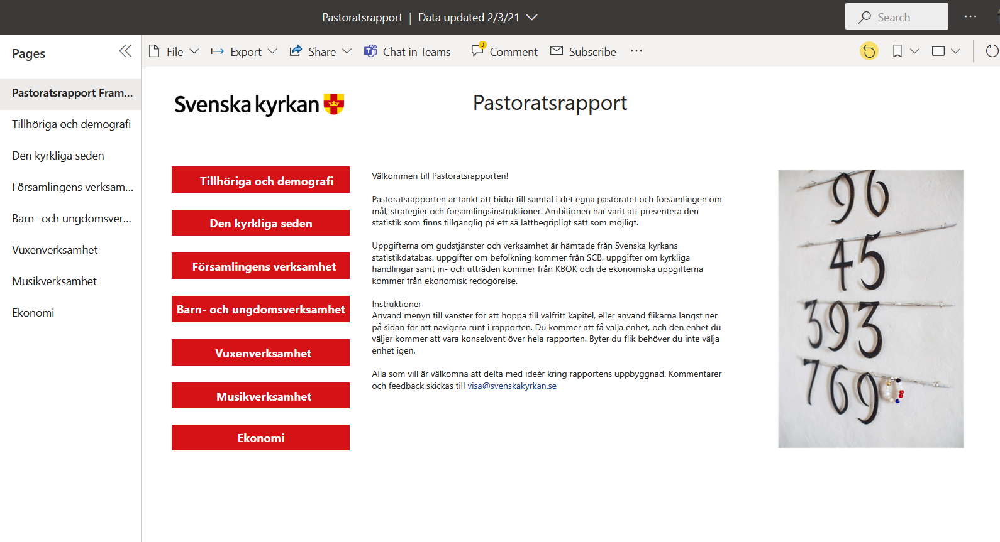 Pastoratsrapport | Data updated 2/3/21
Search
Pages
File
Export
Share
Chat in Teams
3
Comment
Subscribe
Pastoratsrapport Fram...
Tillhöriga och demografi
Den kyrkliga seden
Församlingens verksam...
Barn- och ungdomsver...
Vuxenverksamhet
Musikverksamhet
Ekonomi
Svenska kyrkan
Pastoratsrapport
Tillhöriga och demografi
Den kyrkliga seden
Församlingens verksamhet
Barn- och ungdomsverksamhet
Vuxenverksamhet
Musikverksamhet
Ekonomi
Välkommen till Pastoratsrapporten!
Pastoratsrapporten är tänkt att bidra till samtal i det egna pastoratet och församlingen om
mål, strategier och församlingsinstruktioner. Ambitionen har varit att presentera den
statistik som finns tillgänglig på ett så lättbegripligt sätt som möjligt.
Uppgifterna om gudstjänster och verksamhet är hämtade från Svenska kyrkans
statistikdatabas, uppgifter om befolkning kommer från SCB, uppgifter om kyrkliga
handlingar samt in- och utträden kommer från KBOK och de ekonomiska uppgifterna
kommer från ekonomisk redogörelse.
Instruktioner
Använd menyn till vänster för att hoppa till valfritt kapitel, eller använd flikarna längst ner
på sidan för att navigera runt i rapporten. Du kommer att få välja enhet, och den enhet du
väljer kommer att vara konsekvent över hela rapporten. Byter du flik behöver du inte välja
enhet igen.
Alla som vill är välkomna att delta med ideér kring rapportens uppbyggnad. Kommentarer
och feedback skickas till visa@svenskakyrkan.se
96
45
393
769